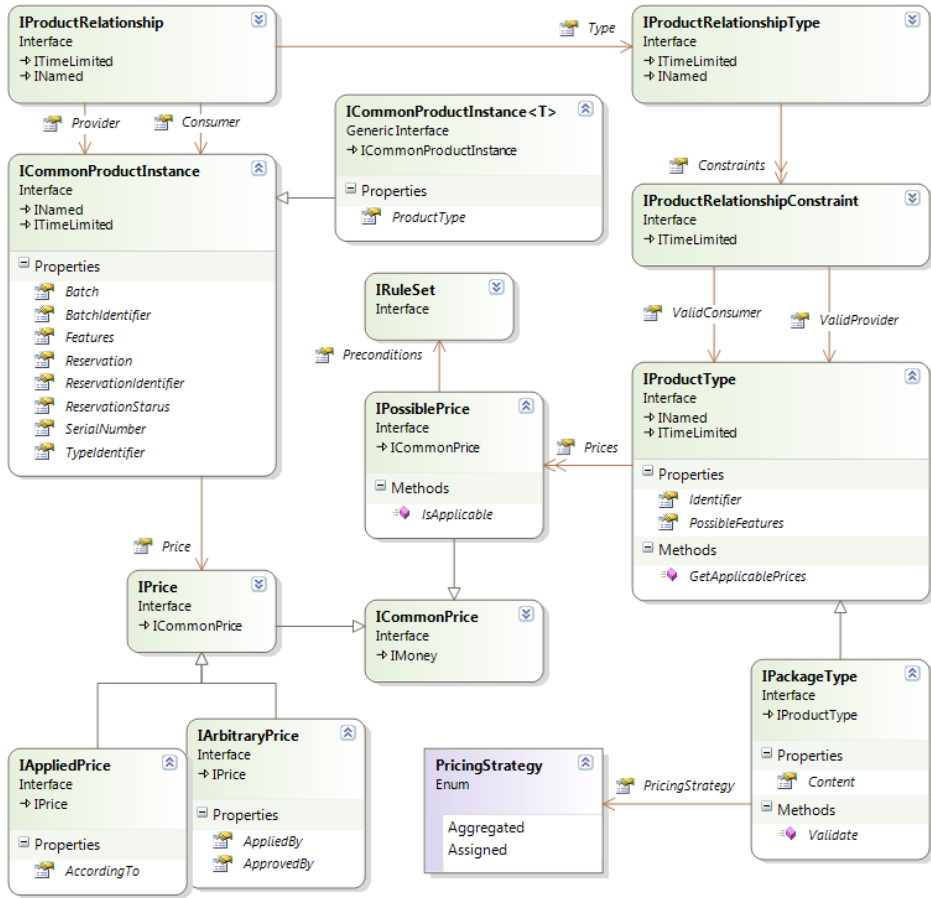 IProductRelationship
Interface
ITimeLimited
INamed
Type
IProductRelationshipType
Interface
ITimeLimited
INamed
Provider
Consumer
ICommonProductInstance<T>
Generic Interface
ICommonProductInstance
Properties
ProductType
Constraints
ICommonProductInstance
Interface
INamed
ITimeLimited
Properties
Batch
BatchIdentifier
Features
Reservation
ReservationIdentifier
ReservationStarus
SerialNumber
TypeIdentifier
IProductRelationshipConstraint
Interface
ITimeLimited
ValidConsumer
ValidProvider
IRuleSet
Interface
Preconditions
IPossiblePrice
Interface
ICommonPrice
Methods
IsApplicable
Prices
IProductType
Interface
INamed
ITimeLimited
Properties
Identifier
PossibleFeatures
Methods
GetApplicablePrices
Price
IPrice
Interface
ICommonPrice
ICommonPrice
Interface
IMoney
IPackageType
Interface
IProductType
Properties
Content
Methods
Validate
IAppliedPrice
Interface
IPrice
Properties
AccordingTo
IArbitraryPrice
Interface
IPrice
Properties
AppliedBy
ApprovedBy
PricingStrategy
Enum
Aggregated
Assigned
PricingStrategy